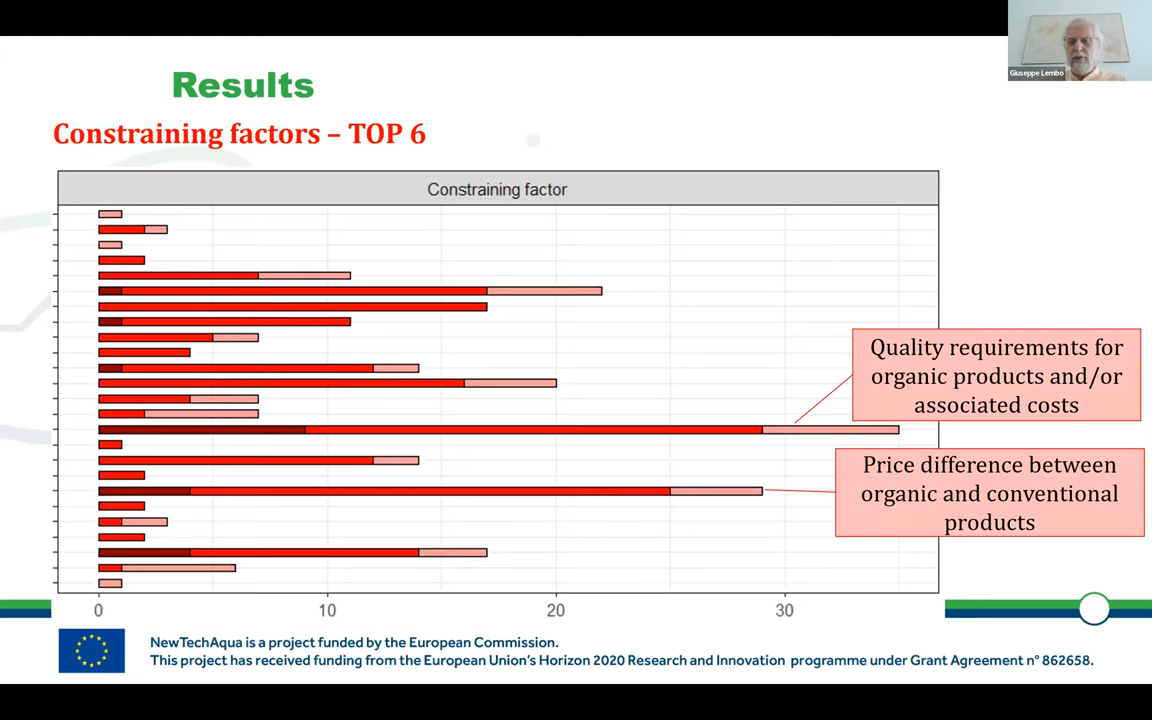 Giuseppe Lembo
Results
Constraining factors – TOP 6
Constraining factor
Quality requirements for
organic products and/or
associated costs
Price difference between
organic and conventional
products
0 10 20 30
NewTechAqua is a project funded by the European Commission.
This project has received funding from the European Union's Horizon 2020 Research and Innovation programme under Grant Agreement n° 862658.